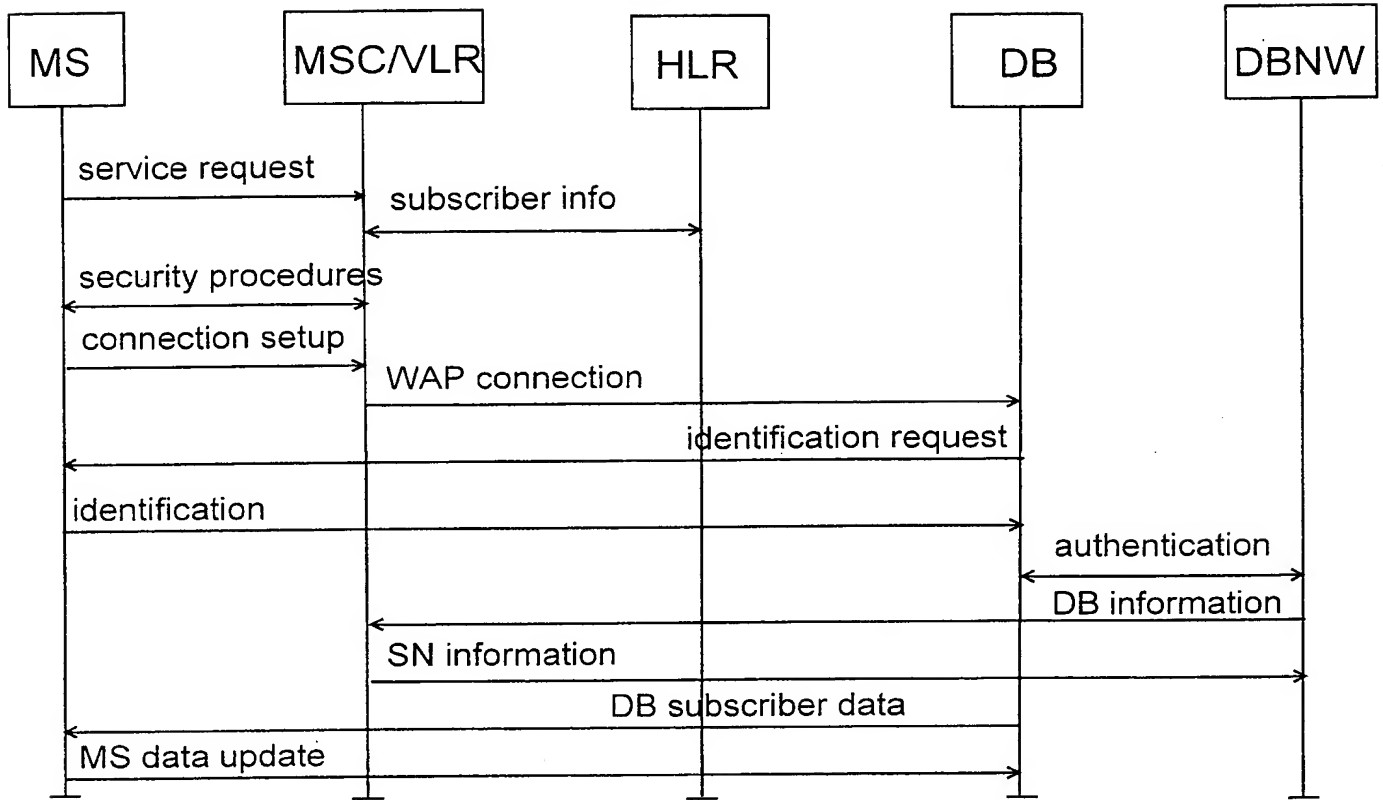 MS
MSC/VLR
HLR
DB
DBNW
service request
subscriber info
security procedures
connection setup
WAP connection
identification request
identification
authentication
DB information
SN information
DB subscriber data
MS data update